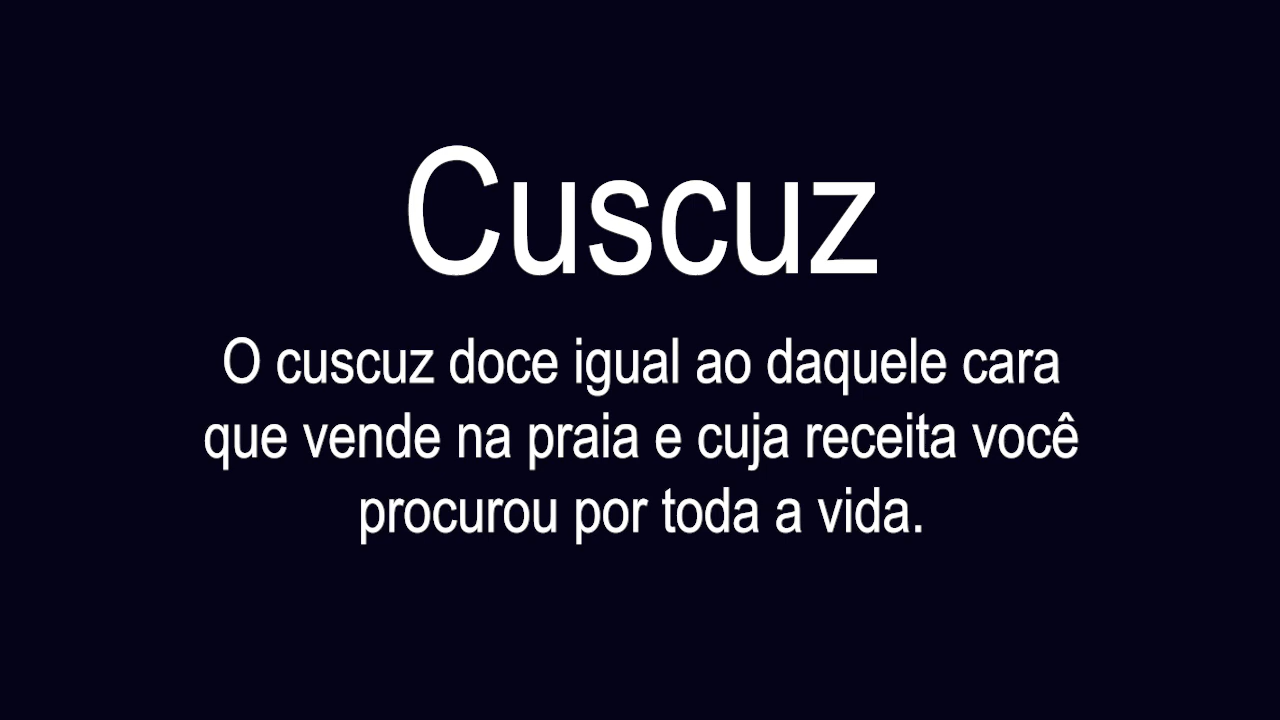 Cuscuz
O cuscuz doce igual ao daquele cara
que vende na praia e cuja receita você
procurou por toda a vida.